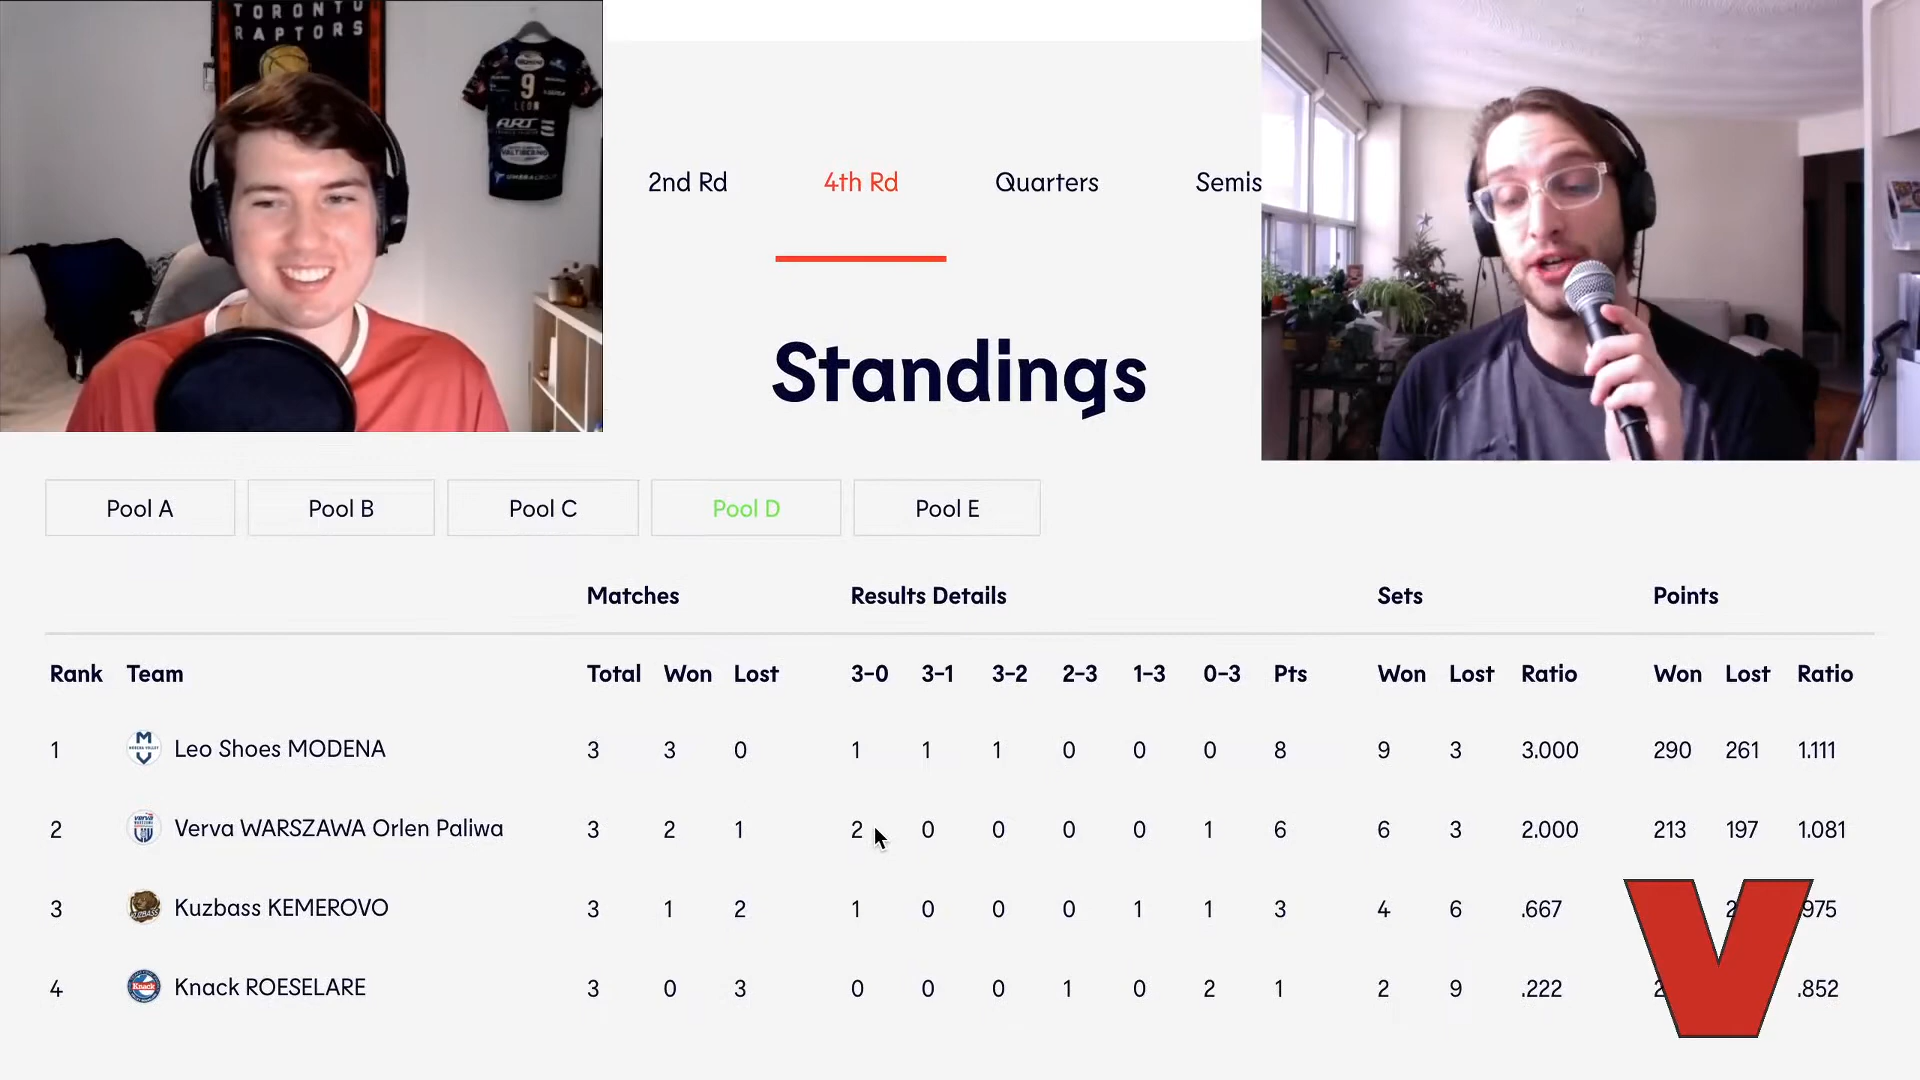 TORONTO
RAPTORS
9
LEON
ART
2nd Rd 4th Rd Quarters Semis
Standings
Pool A Pool B Pool C Pool D Pool E
Matches Results Details Sets Points
Rank Team Total Won Lost 3-0 3-1 3-2 2-3 1-3 0-3 Pts Won Lost Ratio Won Lost Ratio
1 Leo Shoes MODENA 3 3 0 1 1 1 0 0 0 8 9 3 3.000 290 261 1.111
2 Verva WARSZAWA Orlen Paliwa 3 2 1 2 0 0 0 0 1 6 6 3 2.000 213 197 1.081
3 Kuzbass KEMEROVO 3 1 2 1 0 0 0 1 1 3 4 6 .667 .975
4 Knack ROESELARE 3 0 3 0 0 0 1 0 2 1 2 9 .222 .852
V